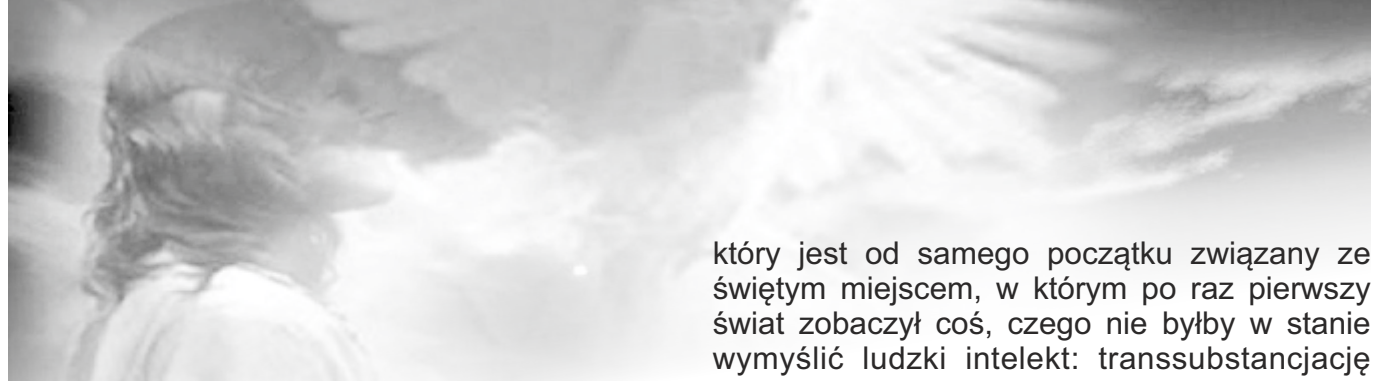 który jest od samego początku związany ze
świętym miejscem, w którym po raz pierwszy
świat zobaczył coś, czego nie byłby w stanie
wymyślić ludzki intelekt: transsubstancjację